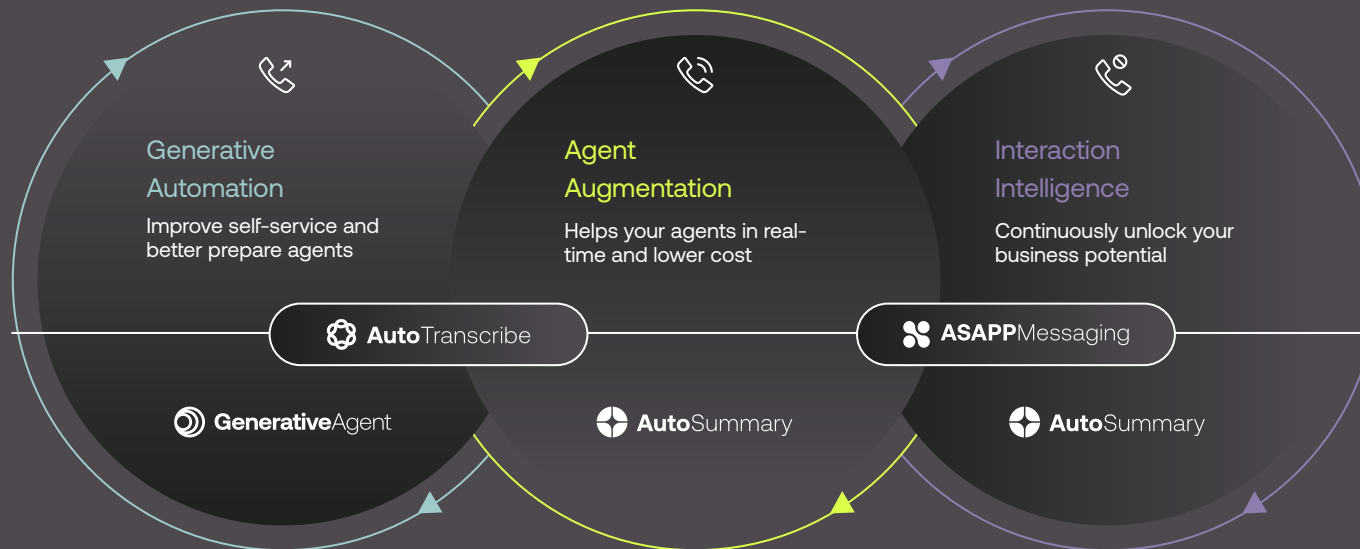 Generative
Automation
Improve self-service and
better prepare agents
Agent
Augmentation
Helps your agents in real-
time and lower cost
Interaction
Intelligence
Continuously unlock your
business potential
AutoTranscribe
ASAPPMessaging
GenerativeAgent
AutoSummary
AutoSummary